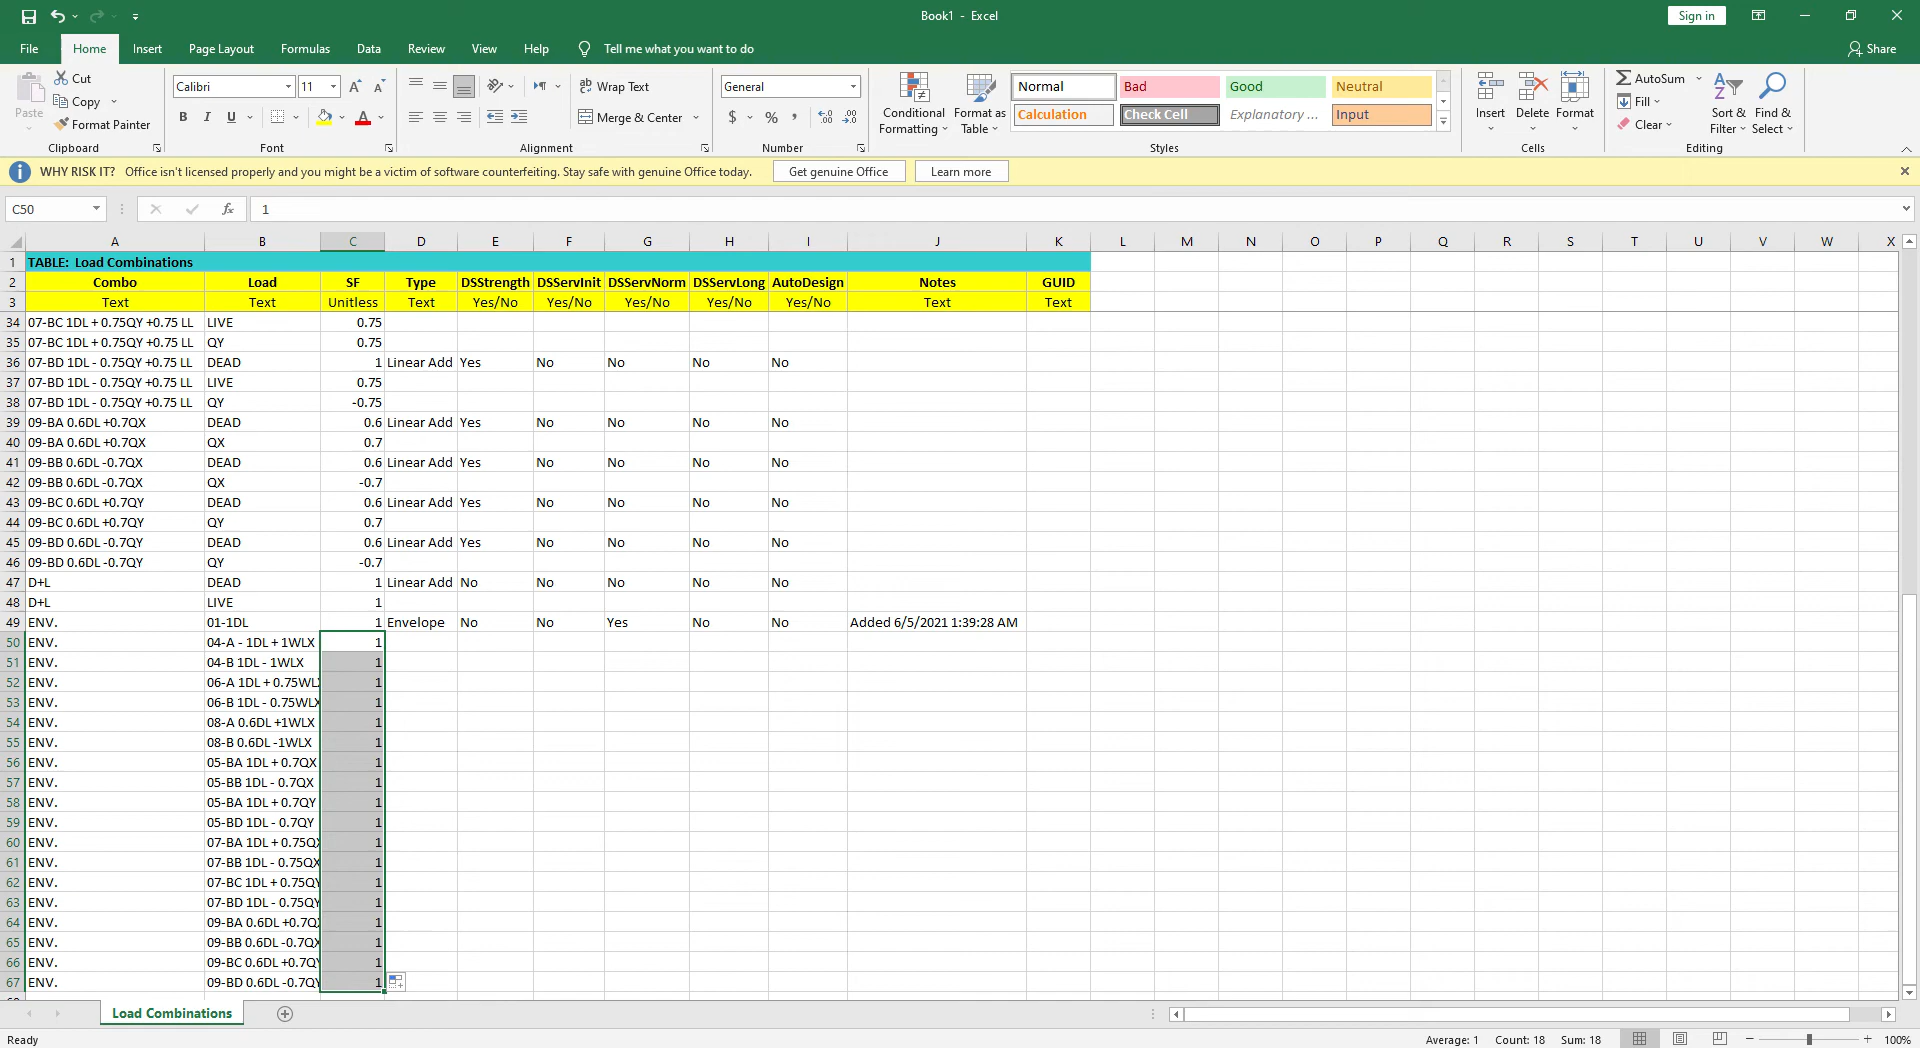 Book1 - Excel
Sign in
File Home Insert Page Layout Formulas Data Review View Help Tell me what you want to do Share
Paste
Cut
Copy
Format Painter
Clipboard
Calibri 11
B I U
Font
Wrap Text
Merge & Center
Alignment
General
$ % ,
Number
Conditional Formatting
Format as Table
Normal Bad Good Neutral
Calculation Check Cell Explanatory ... Input
Styles
Insert Delete Format
Cells
AutoSum
Fill
Clear
Sort & Filter
Find & Select
Editing
WHY RISK IT? Office isn't licensed properly and you might be a victim of software counterfeiting. Stay safe with genuine Office today. Get genuine Office Learn more
C50 fx 1
A B C D E F G H I J K L M N O P Q R S T U V W X
1 TABLE: Load Combinations
2 Combo Load SF Type DSStrength DSServInit DSServNorm DSServLong AutoDesign Notes GUID
3 Text Text Unitless Text Yes/No Yes/No Yes/No Yes/No Yes/No Text Text
34 07-BC 1DL + 0.75QY +0.75 LL LIVE 0.75
35 07-BC 1DL + 0.75QY +0.75 LL QY 0.75
36 07-BD 1DL - 0.75QY +0.75 LL DEAD 1 Linear Add Yes No No No No
37 07-BD 1DL - 0.75QY +0.75 LL LIVE 0.75
38 07-BD 1DL - 0.75QY +0.75 LL QY -0.75
39 09-BA 0.6DL +0.7QX DEAD 0.6 Linear Add Yes No No No No
40 09-BA 0.6DL +0.7QX QX 0.7
41 09-BB 0.6DL -0.7QX DEAD 0.6 Linear Add Yes No No No No
42 09-BB 0.6DL -0.7QX QX -0.7
43 09-BC 0.6DL +0.7QY DEAD 0.6 Linear Add Yes No No No No
44 09-BC 0.6DL +0.7QY QY 0.7
45 09-BD 0.6DL -0.7QY DEAD 0.6 Linear Add Yes No No No No
46 09-BD 0.6DL -0.7QY QY -0.7
47 D+L DEAD 1 Linear Add No No No No No
48 D+L LIVE 1
49 ENV. 01-1DL 1 Envelope No No Yes No No Added 6/5/2021 1:39:28 AM
50 ENV. 04-A - 1DL + 1WLX 1
51 ENV. 04-B 1DL - 1WLX 1
52 ENV. 06-A 1DL + 0.75WLX 1
53 ENV. 06-B 1DL - 0.75WLX 1
54 ENV. 08-A 0.6DL +1WLX 1
55 ENV. 08-B 0.6DL -1WLX 1
56 ENV. 05-BA 1DL + 0.7QX 1
57 ENV. 05-BB 1DL - 0.7QX 1
58 ENV. 05-BA 1DL + 0.7QY 1
59 ENV. 05-BD 1DL - 0.7QY 1
60 ENV. 07-BA 1DL + 0.75QX 1
61 ENV. 07-BB 1DL - 0.75QX 1
62 ENV. 07-BC 1DL + 0.75QY 1
63 ENV. 07-BD 1DL - 0.75QY 1
64 ENV. 09-BA 0.6DL +0.7QX 1
65 ENV. 09-BB 0.6DL -0.7QX 1
66 ENV. 09-BC 0.6DL +0.7QY 1
67 ENV. 09-BD 0.6DL -0.7QY 1
Load Combinations
Ready Average: 1 Count: 18 Sum: 18 100%